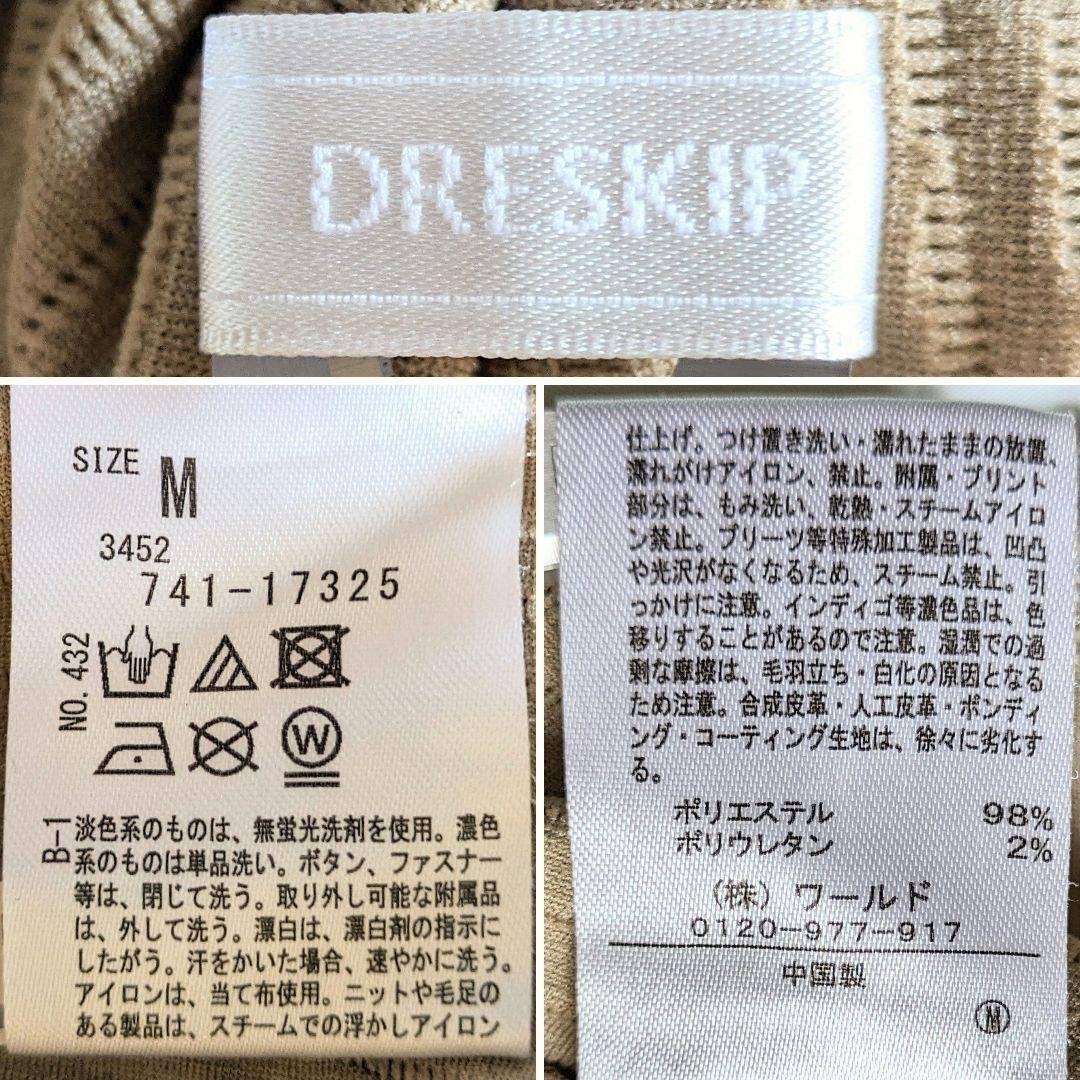 DRESKIP
SIZE M
3452
741-17325
NO.432
W
B-1
淡色系のものは、無蛍光洗剤を使用。濃色
系のものは単品洗い。ボタン、ファスナー
等は、閉じて洗う。取り外し可能な附属品
は、外して洗う。漂白は、漂白剤の指示に
したがう。汗をかいた場合、速やかに洗う。
アイロンは、当て布使用。ニットや毛足の
ある製品は、スチームでの浮かしアイロン
仕上げ。つけ置き洗い・濡れたままの放置、
濡れがけアイロン、禁止。附属・プリント
部分は、もみ洗い、乾熱・スチームアイロ
ン禁止。プリーツ等特殊加工製品は、凹凸
や光沢がなくなるため、スチーム禁止。引
っかけに注意。インディゴ等濃色品は、色
移りすることがあるので注意。湿潤での過
剰な摩擦は、毛羽立ち・白化の原因となる
ため注意。合成皮革・人工皮革・ボンディ
ング・コーティング生地は、徐々に劣化す
る。
ポリエステル 98%
ポリウレタン 2%
(株) ワールド
0120-977-917
中国製
M